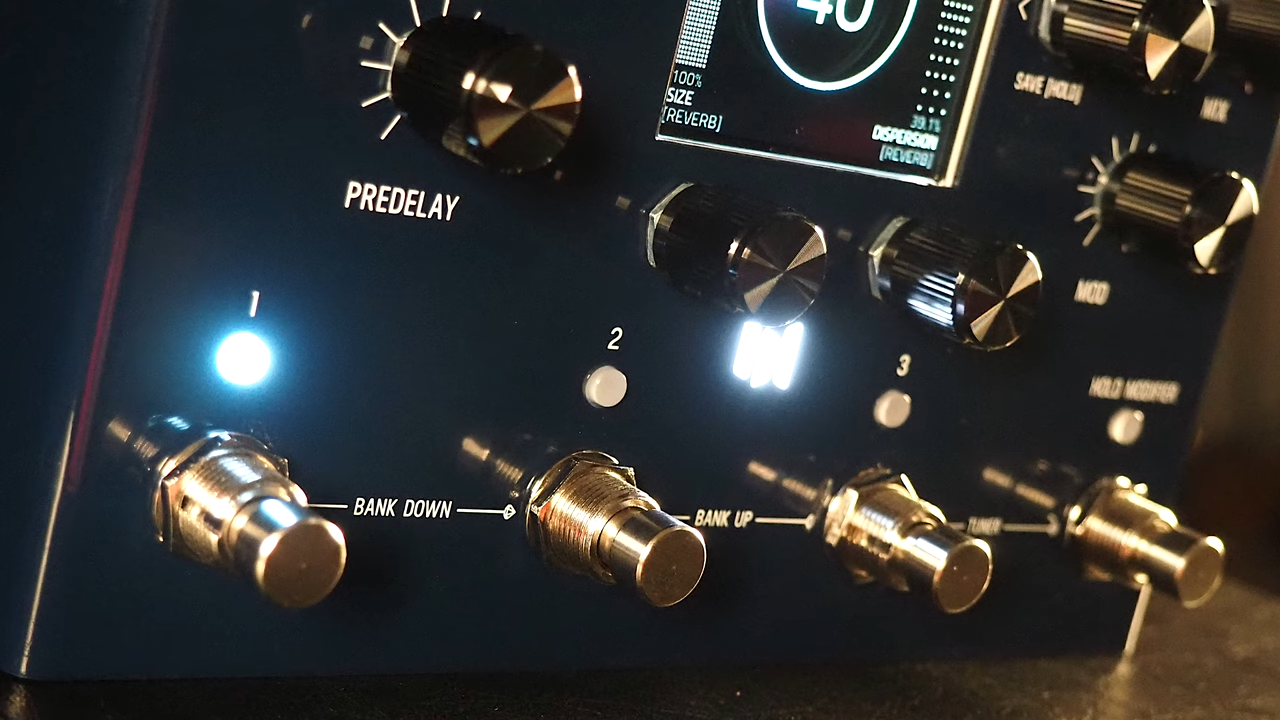 40
100%
SIZE
[REVERB]
39.1%
DISPERSION
[REVERB]
SAVE [HOLD]
MIX
PREDELAY
MOD
1
2
3
HOLD MODIFIER
BANK DOWN
BANK UP
TUNER